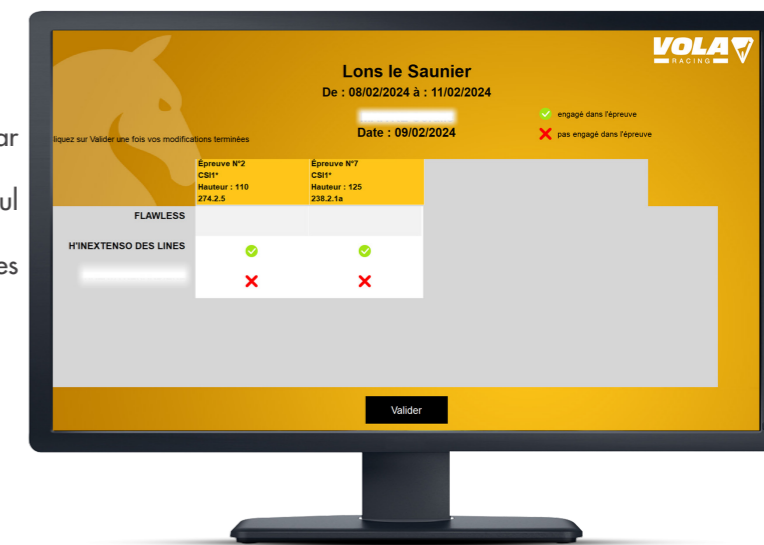 ar
ul
es
VOLA
RACING
Lons le Saunier
De : 08/02/2024 à : 11/02/2024
engagé dans l'épreuve
Date : 09/02/2024
pas engagé dans l'épreuve
liquez sur Valider une fois vos modifications terminées
Épreuve N°2
CSI1*
Hauteur : 110
274.2.5
Épreuve N°7
CSI1*
Hauteur : 125
238.2.1a
FLAWLESS
H'INEXTENSO DES LINES
Valider